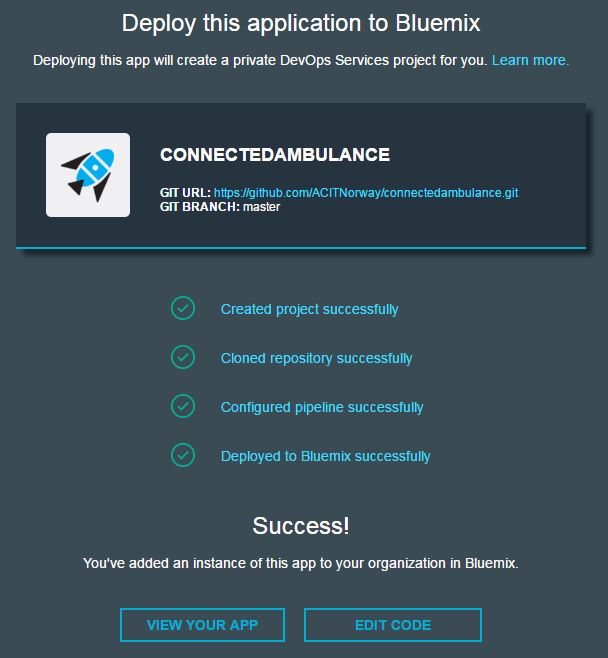 Deploy this application to Bluemix
Deploying this app will create a private DevOps Services project for you. Learn more.
CONNECTEDAMBULANCE
GIT URL: https://github.com/ACITNorway/connectedambulance.git
GIT BRANCH: master
Created project successfully
Cloned repository successfully
Configured pipeline successfully
Deployed to Bluemix successfully
Success!
You've added an instance of this app to your organization in Bluemix.
VIEW YOUR APP
EDIT CODE